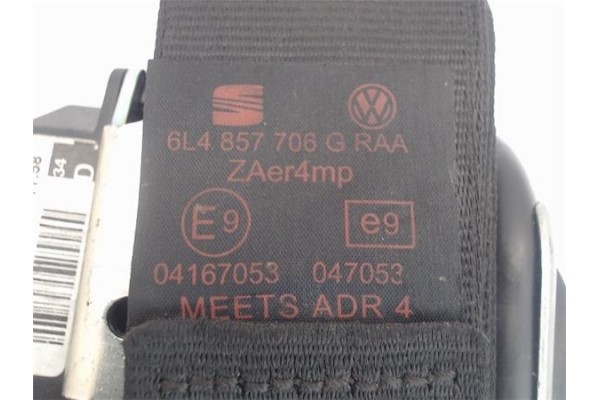 6L4 857 706 G RAA
ZAer4mp
E9 e9
04167053 047053
MEETS ADR 4